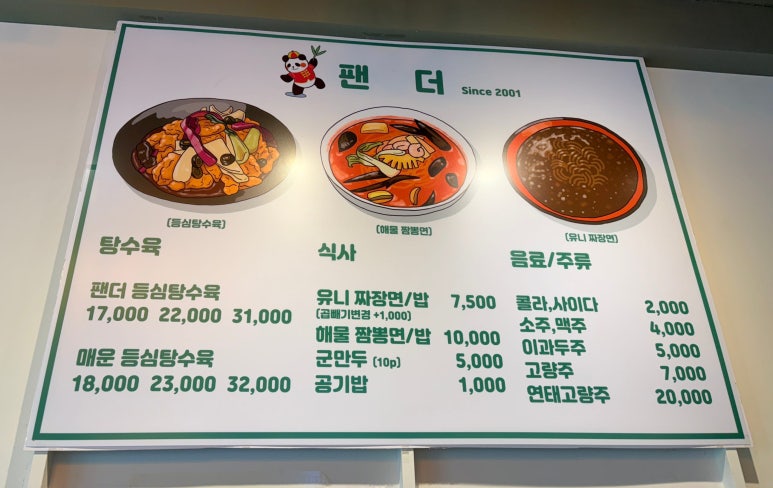 팬 더 Since 2001
(등심탕수육)
(해물 짬뽕면)
(유니 짜장면)
탕수육
팬더 등심탕수육
17,000 22,000 31,000
매운 등심탕수육
18,000 23,000 32,000
식사
유니 짜장면/밥 7,500
(곱빼기변경 +1,000)
해물 짬뽕면/밥 10,000
군만두 (10p) 5,000
공기밥 1,000
음료/주류
콜라,사이다 2,000
소주,맥주 4,000
이과두주 5,000
고량주 7,000
연태고량주 20,000